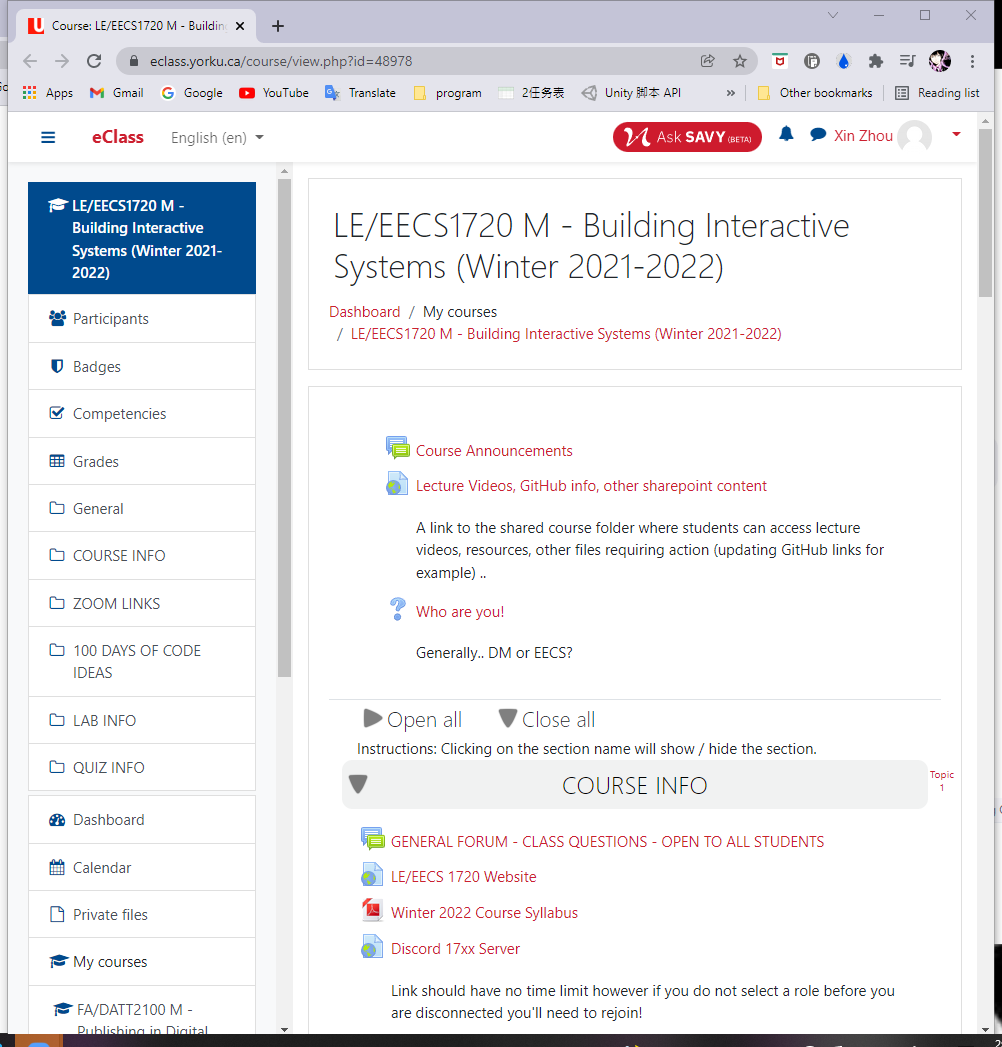 Course: LE/EECS1720 M - Building
eclass.yorku.ca/course/view.php?id=48978
Apps Gmail Google YouTube Translate program 2任务表 Unity 脚本 API » Other bookmarks Reading list
eClass English (en) Ask SAVY (BETA) Xin Zhou
LE/EECS1720 M -
Building Interactive
Systems (Winter 2021-
2022)
Participants
Badges
Competencies
Grades
General
COURSE INFO
ZOOM LINKS
100 DAYS OF CODE
IDEAS
LAB INFO
QUIZ INFO
Dashboard
Calendar
Private files
My courses
FA/DATT2100 M -
Publishing in Digital
LE/EECS1720 M - Building Interactive
Systems (Winter 2021-2022)
Dashboard / My courses
/ LE/EECS1720 M - Building Interactive Systems (Winter 2021-2022)
Course Announcements
Lecture Videos, GitHub info, other sharepoint content
A link to the shared course folder where students can access lecture
videos, resources, other files requiring action (updating GitHub links for
example) ..
Who are you!
Generally.. DM or EECS?
Open all Close all
Instructions: Clicking on the section name will show / hide the section.
COURSE INFO
Topic
1
GENERAL FORUM - CLASS QUESTIONS - OPEN TO ALL STUDENTS
LE/EECS 1720 Website
Winter 2022 Course Syllabus
Discord 17xx Server
Link should have no time limit however if you do not select a role before you
are disconnected you'll need to rejoin!